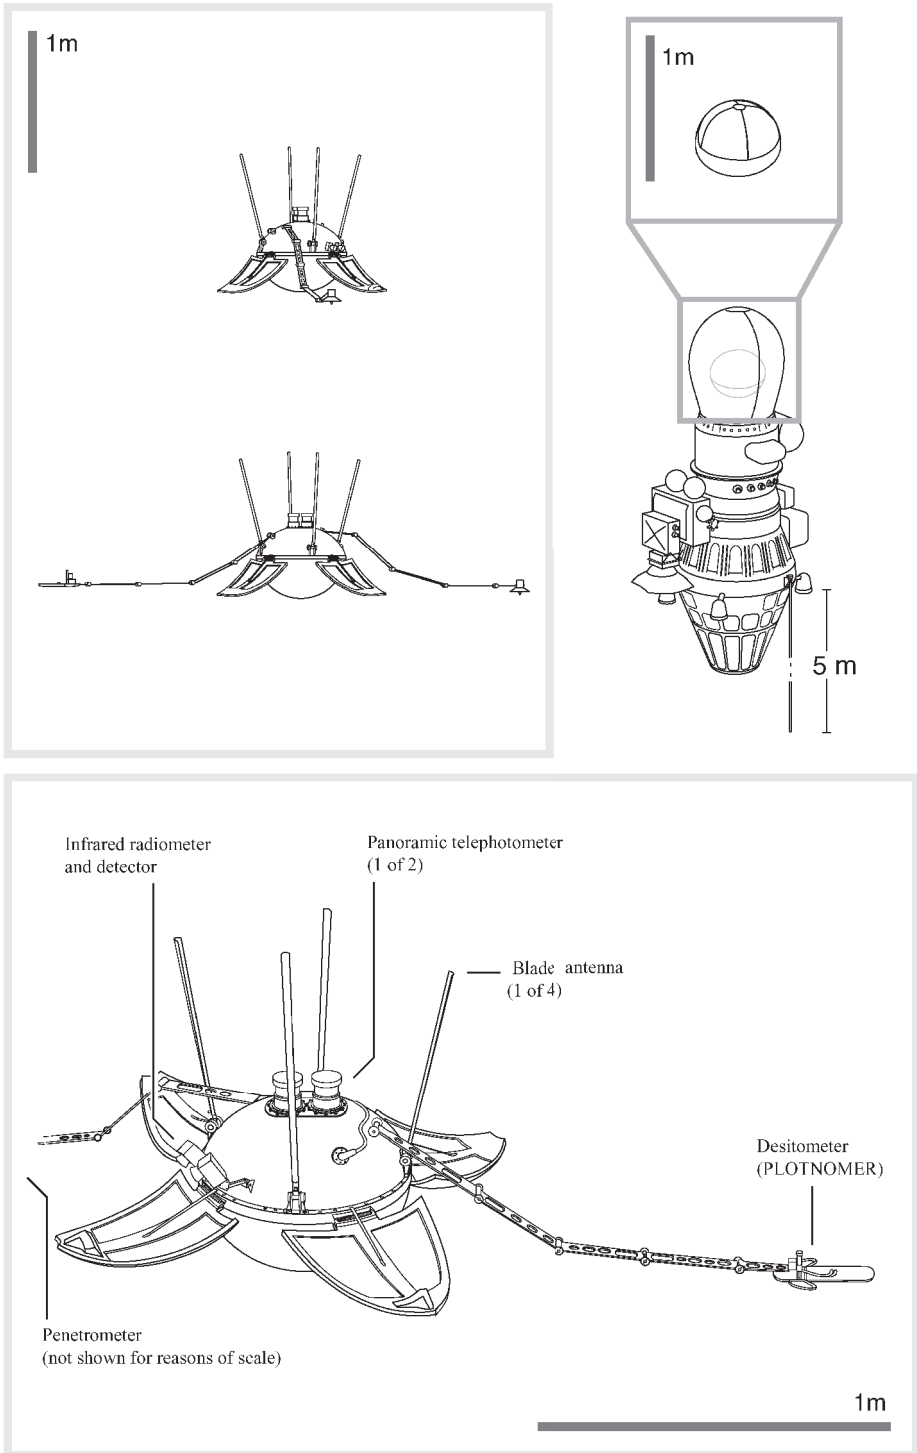 1m
1m
5 m
Infrared radiometer
and detector
Panoramic telephotometer
(1 of 2)
Blade antenna
(1 of 4)
Desitometer
(PLOTNOMER)
Penetrometer
(not shown for reasons of scale)
1m